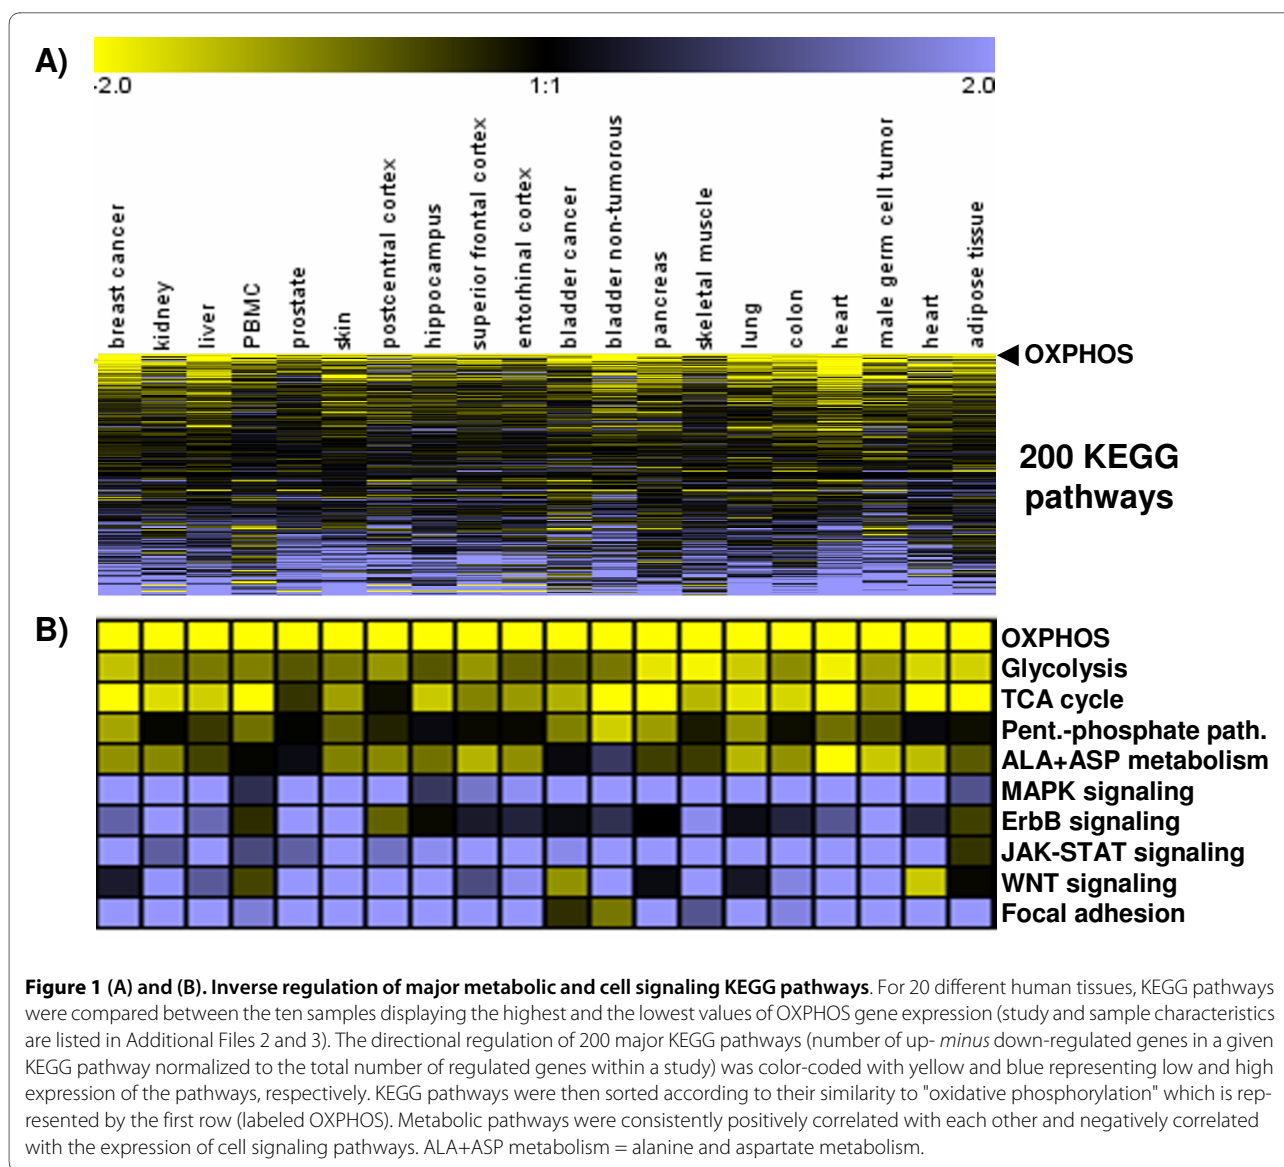 A)
-2.0 1:1 2.0
breast cancer
kidney
liver
PBMC
prostate
skin
postcentral cortex
hippocampus
superior frontal cortex
entorhinal cortex
bladder cancer
bladder non-tumorous
pancreas
skeletal muscle
lung
colon
heart
male germ cell tumor
heart
adipose tissue
OXPHOS
200 KEGG
pathways
B)
OXPHOS
Glycolysis
TCA cycle
Pent.-phosphate path.
ALA+ASP metabolism
MAPK signaling
ErbB signaling
JAK-STAT signaling
WNT signaling
Focal adhesion
Figure 1 (A) and (B). Inverse regulation of major metabolic and cell signaling KEGG pathways. For 20 different human tissues, KEGG pathways
were compared between the ten samples displaying the highest and the lowest values of OXPHOS gene expression (study and sample characteristics
are listed in Additional Files 2 and 3). The directional regulation of 200 major KEGG pathways (number of up- minus down-regulated genes in a given
KEGG pathway normalized to the total number of regulated genes within a study) was color-coded with yellow and blue representing low and high
expression of the pathways, respectively. KEGG pathways were then sorted according to their similarity to "oxidative phosphorylation" which is rep-
resented by the first row (labeled OXPHOS). Metabolic pathways were consistently positively correlated with each other and negatively correlated
with the expression of cell signaling pathways. ALA+ASP metabolism = alanine and aspartate metabolism.